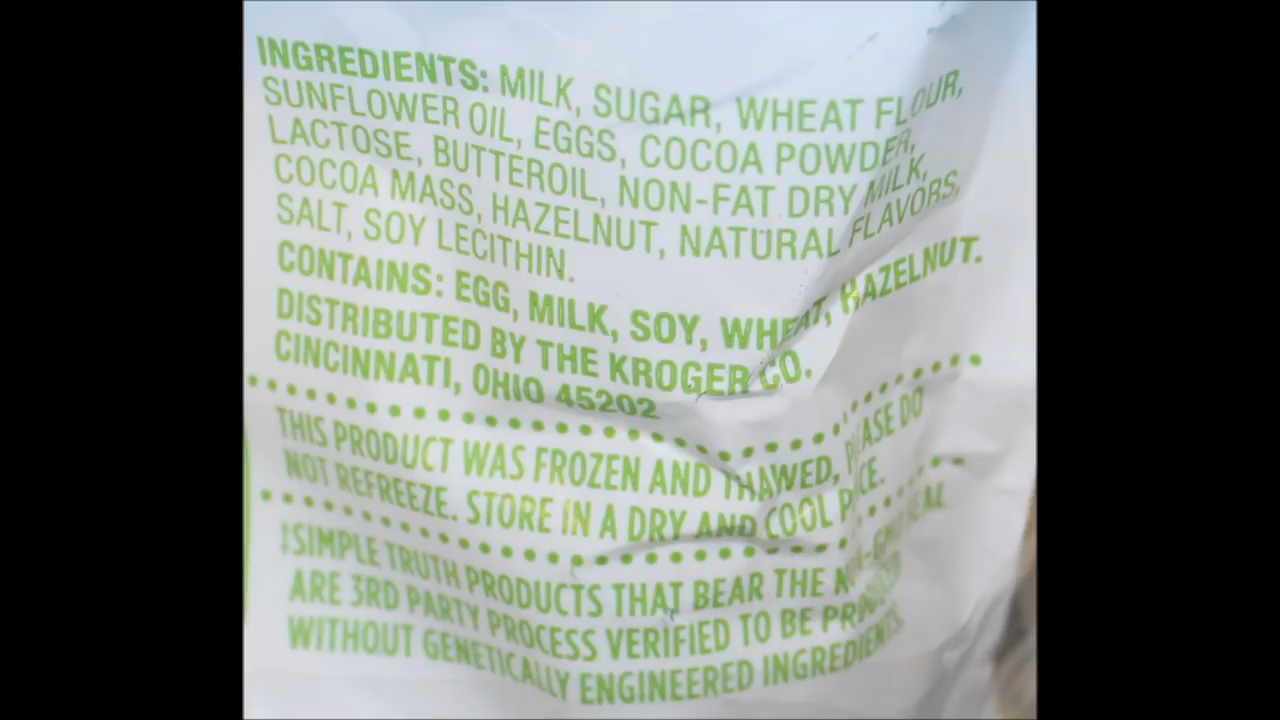 INGREDIENTS: MILK, SUGAR, WHEAT FLOUR,
SUNFLOWER OIL, EGGS, COCOA POWDER,
LACTOSE, BUTTEROIL, NON-FAT DRY MILK,
COCOA MASS, HAZELNUT, NATURAL FLAVORS,
SALT, SOY LECITHIN.
CONTAINS: EGG, MILK, SOY, WHEAT, HAZELNUT.
DISTRIBUTED BY THE KROGER CO.
CINCINNATI, OHIO 45202
THIS PRODUCT WAS FROZEN AND THAWED, PLEASE DO
NOT REFREEZE. STORE IN A DRY AND COOL PLACE.
‡SIMPLE TRUTH PRODUCTS THAT BEAR THE NON-GMO SEAL
ARE 3RD PARTY PROCESS VERIFIED TO BE
WITHOUT GENETICALLY ENGINEERED INGREDIENTS